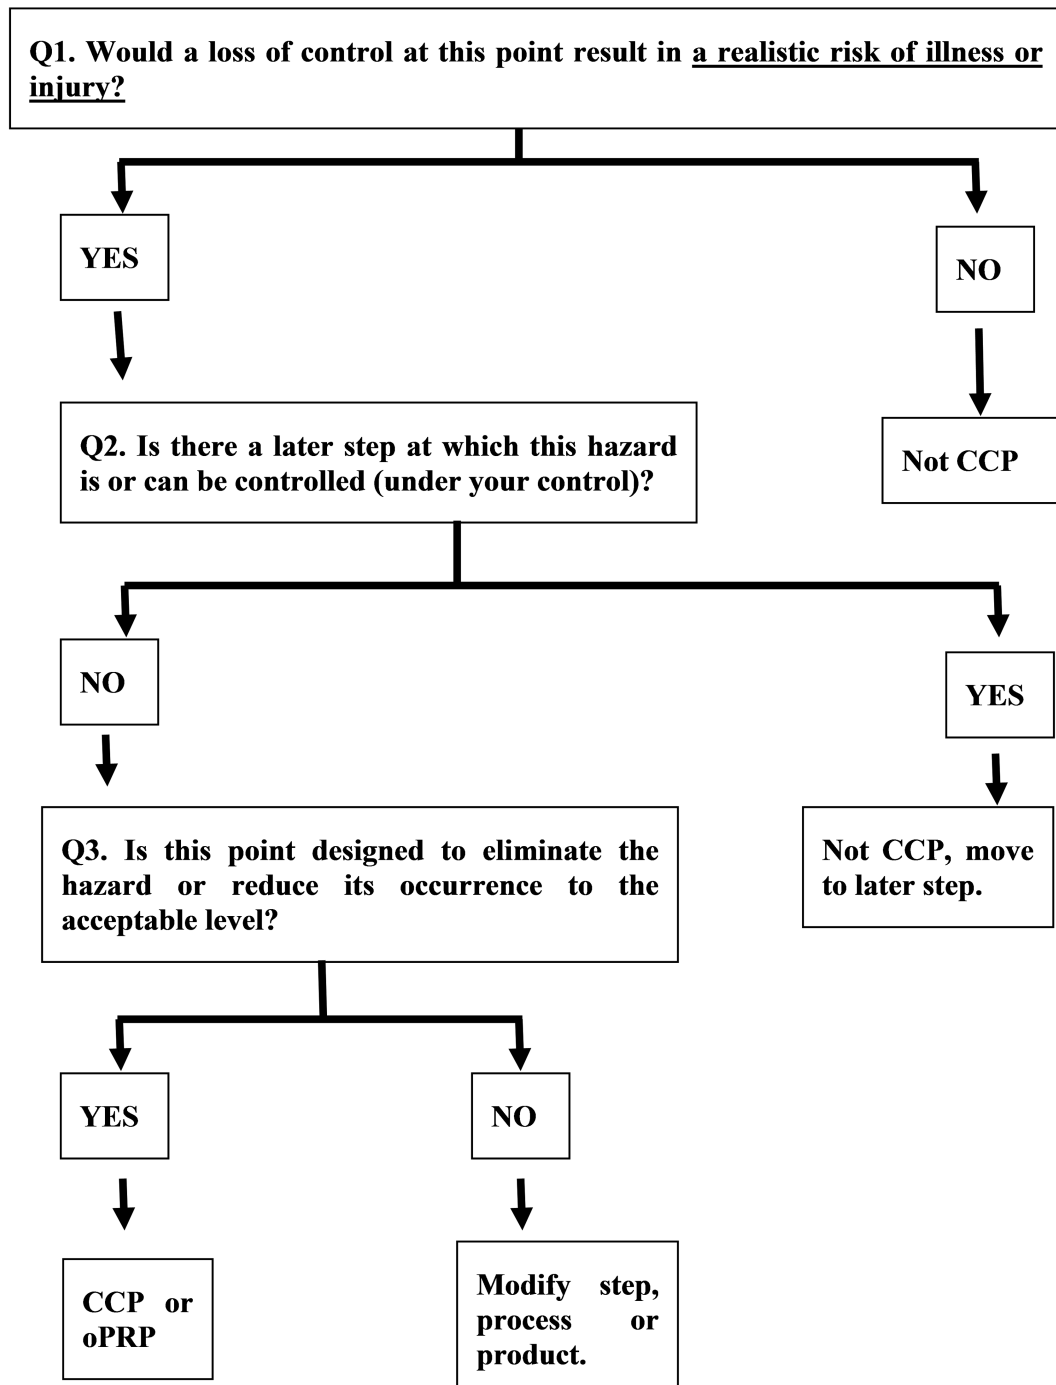 Q1. Would a loss of control at this point result in a realistic risk of illness or
injury?
YES
NO
Not CCP
Q2. Is there a later step at which this hazard
is or can be controlled (under your control)?
NO
YES
Not CCP, move
to later step.
Q3. Is this point designed to eliminate the
hazard or reduce its occurrence to the
acceptable level?
YES
NO
CCP or
oPRP
Modify step,
process or
product.